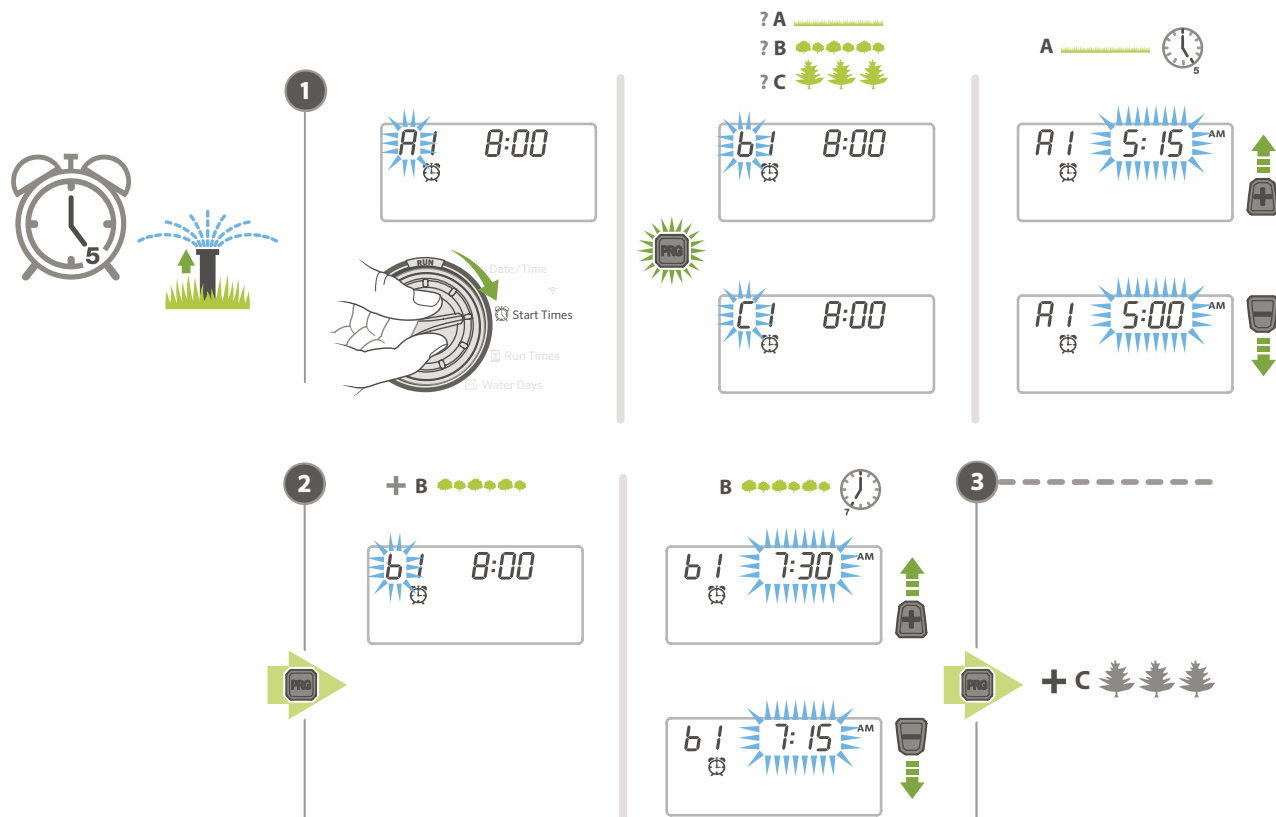 ? A
? B
? C
A
5
1
A1 8:00
b1 8:00
A1 5:15 AM
5
RUN
Date/Time
Start Times
Run Times
Water Days
PRG
C1 8:00
A1 5:00 AM
2
+ B
B
7
3
b1 8:00
b1 7:30 AM
PRG
PRG
+ C
b1 7:15 AM